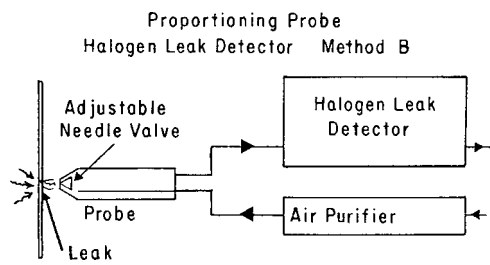 Proportioning Probe
Halogen Leak Detector Method B
Adjustable
Needle Valve
Halogen Leak
Detector
Probe
Air Purifier
Leak